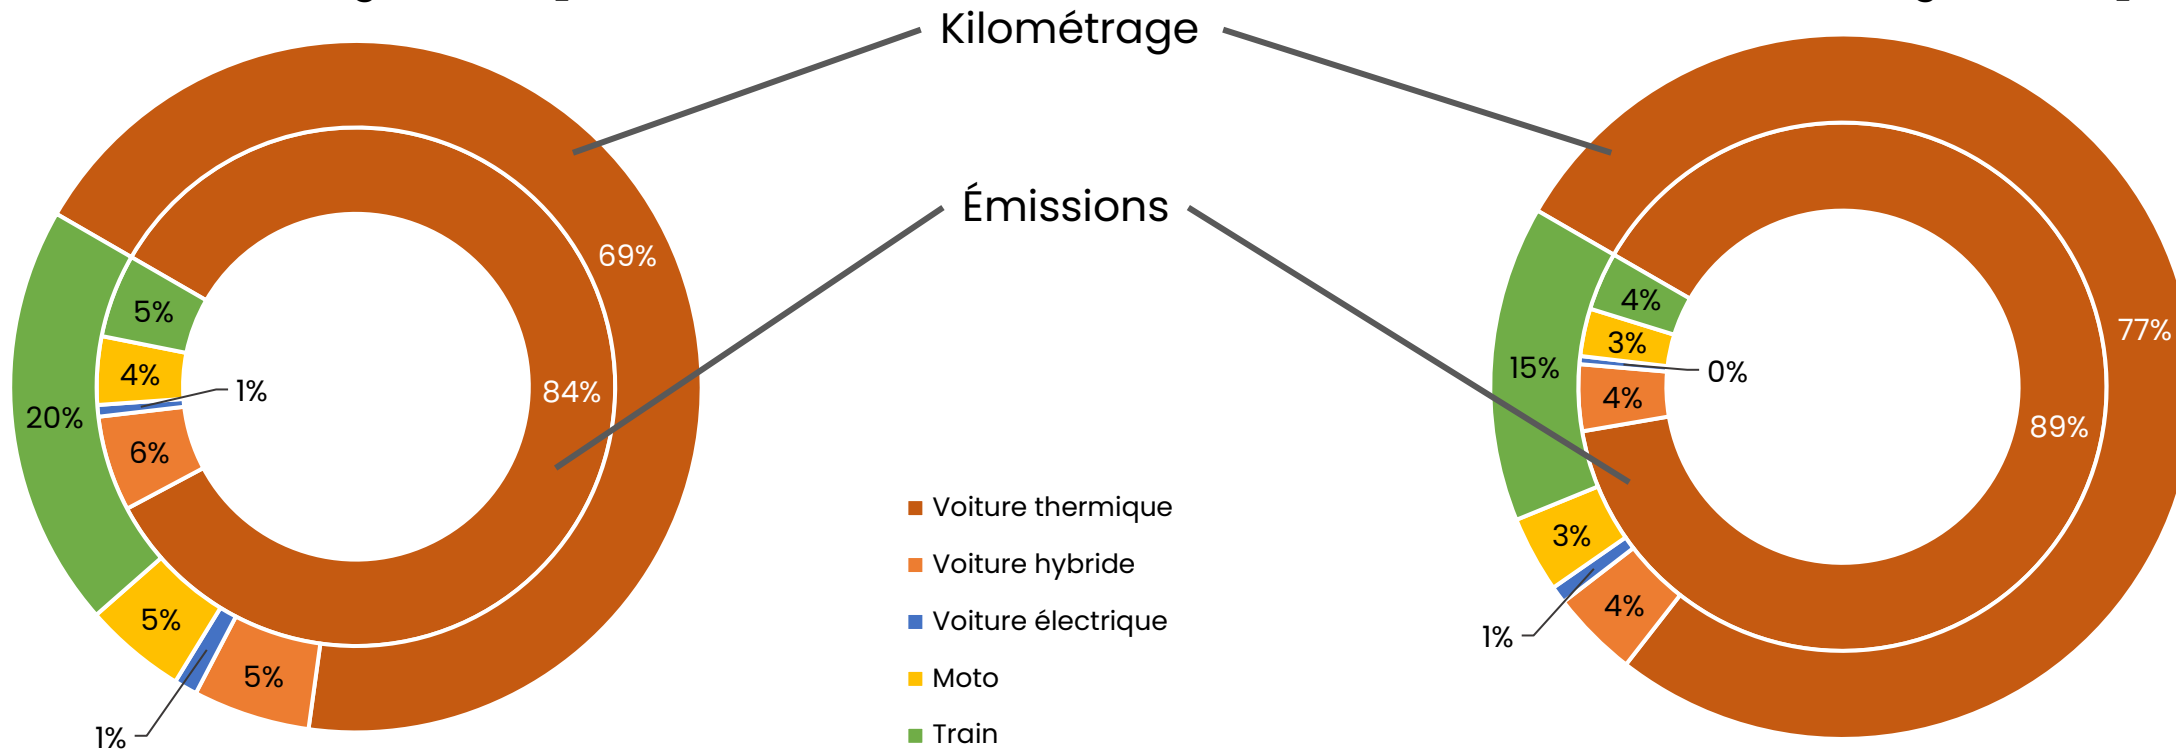 Kilométrage
Émissions
69%
84%
5%
4%
1%
6%
20%
5%
1%
5%
77%
89%
4%
3%
0%
4%
15%
3%
1%
4%
Voiture thermique
Voiture hybride
Voiture électrique
Moto
Train